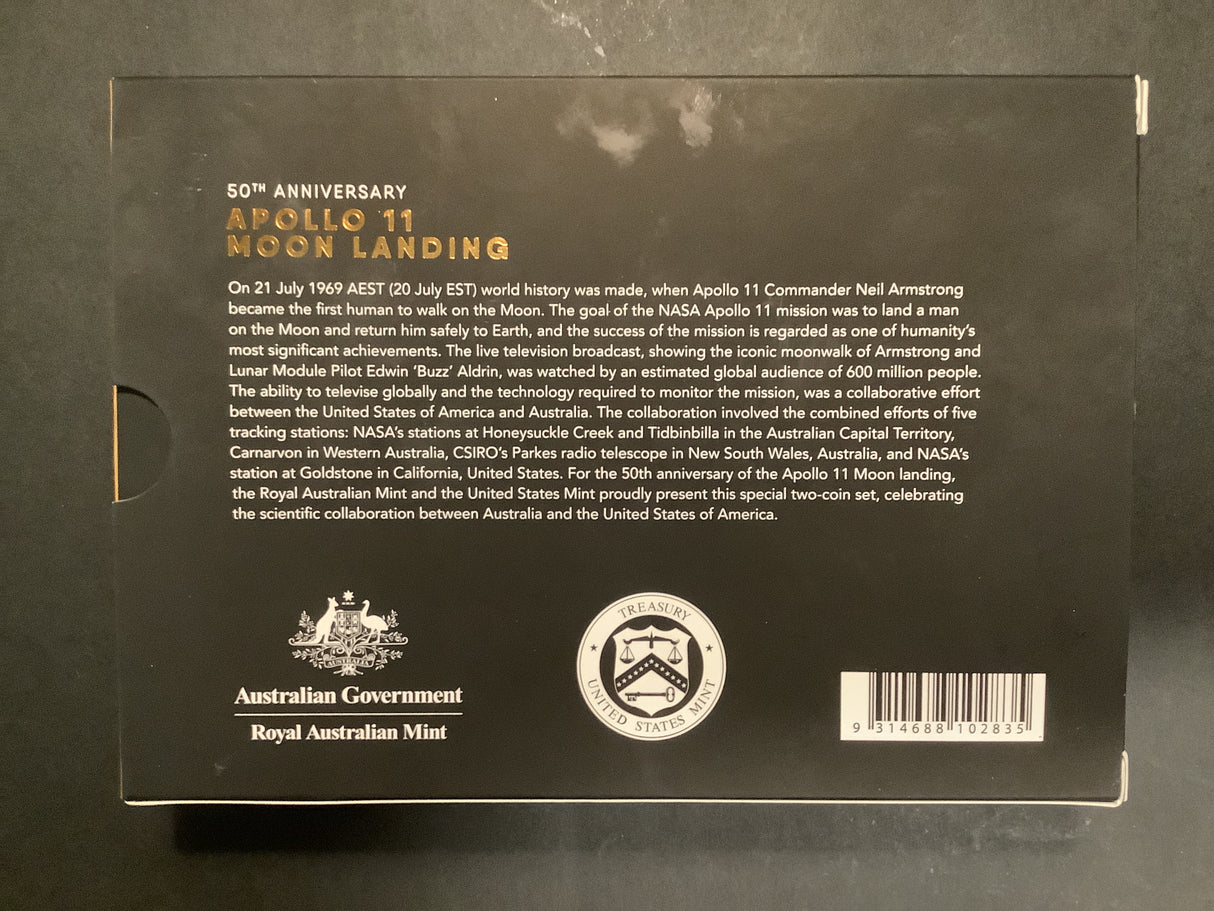 50TH ANNIVERSARY
APOLLO 11
MOON LANDING
On 21 July 1969 AEST (20 July EST) world history was made, when Apollo 11 Commander Neil Armstrong
became the first human to walk on the Moon. The goal of the NASA Apollo 11 mission was to land a man
on the Moon and return him safely to Earth, and the success of the mission is regarded as one of humanity's
most significant achievements. The live television broadcast, showing the iconic moonwalk of Armstrong and
Lunar Module Pilot Edwin 'Buzz' Aldrin, was watched by an estimated global audience of 600 million people.
The ability to televise globally and the technology required to monitor the mission, was a collaborative effort
between the United States of America and Australia. The collaboration involved the combined efforts of five
tracking stations: NASA's stations at Honeysuckle Creek and Tidbinbilla in the Australian Capital Territory,
Carnarvon in Western Australia, CSIRO's Parkes radio telescope in New South Wales, Australia, and NASA's
station at Goldstone in California, United States. For the 50th anniversary of the Apollo 11 Moon landing,
the Royal Australian Mint and the United States Mint proudly present this special two-coin set, celebrating
the scientific collaboration between Australia and the United States of America.
AUSTRALIA
Australian Government
Royal Australian Mint
TREASURY
UNITED STATES MINT
9 314688 102835